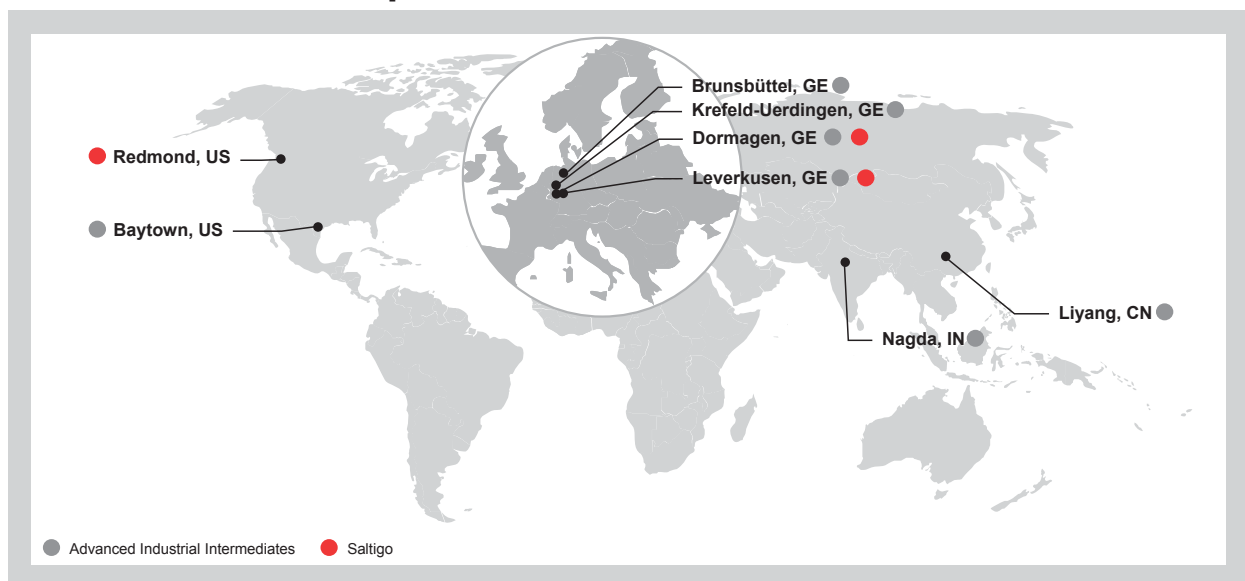 Brunsbüttel, GE
Krefeld-Uerdingen, GE
Dormagen, GE
Redmond, US
Leverkusen, GE
Baytown, US
Liyang, CN
Nagda, IN
Advanced Industrial Intermediates
Saltigo